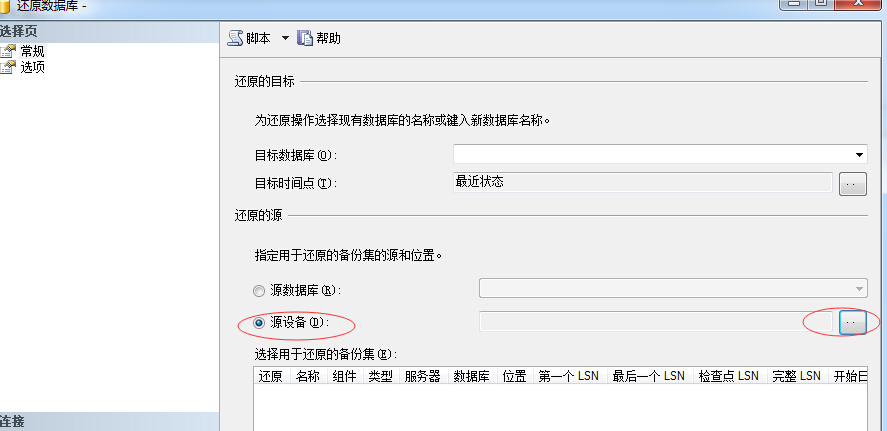 还原数据库 -
选择页
常规
选项
脚本 帮助
还原的目标
为还原操作选择现有数据库的名称或键入新数据库名称。
目标数据库(O):
目标时间点(T): 最近状态
还原的源
指定用于还原的备份集的源和位置。
源数据库(R):
源设备(D):
选择用于还原的备份集(E):
还原 名称 组件 类型 服务器 数据库 位置 第一个 LSN 最后一个 LSN 检查点 LSN 完整 LSN 开始日
连接